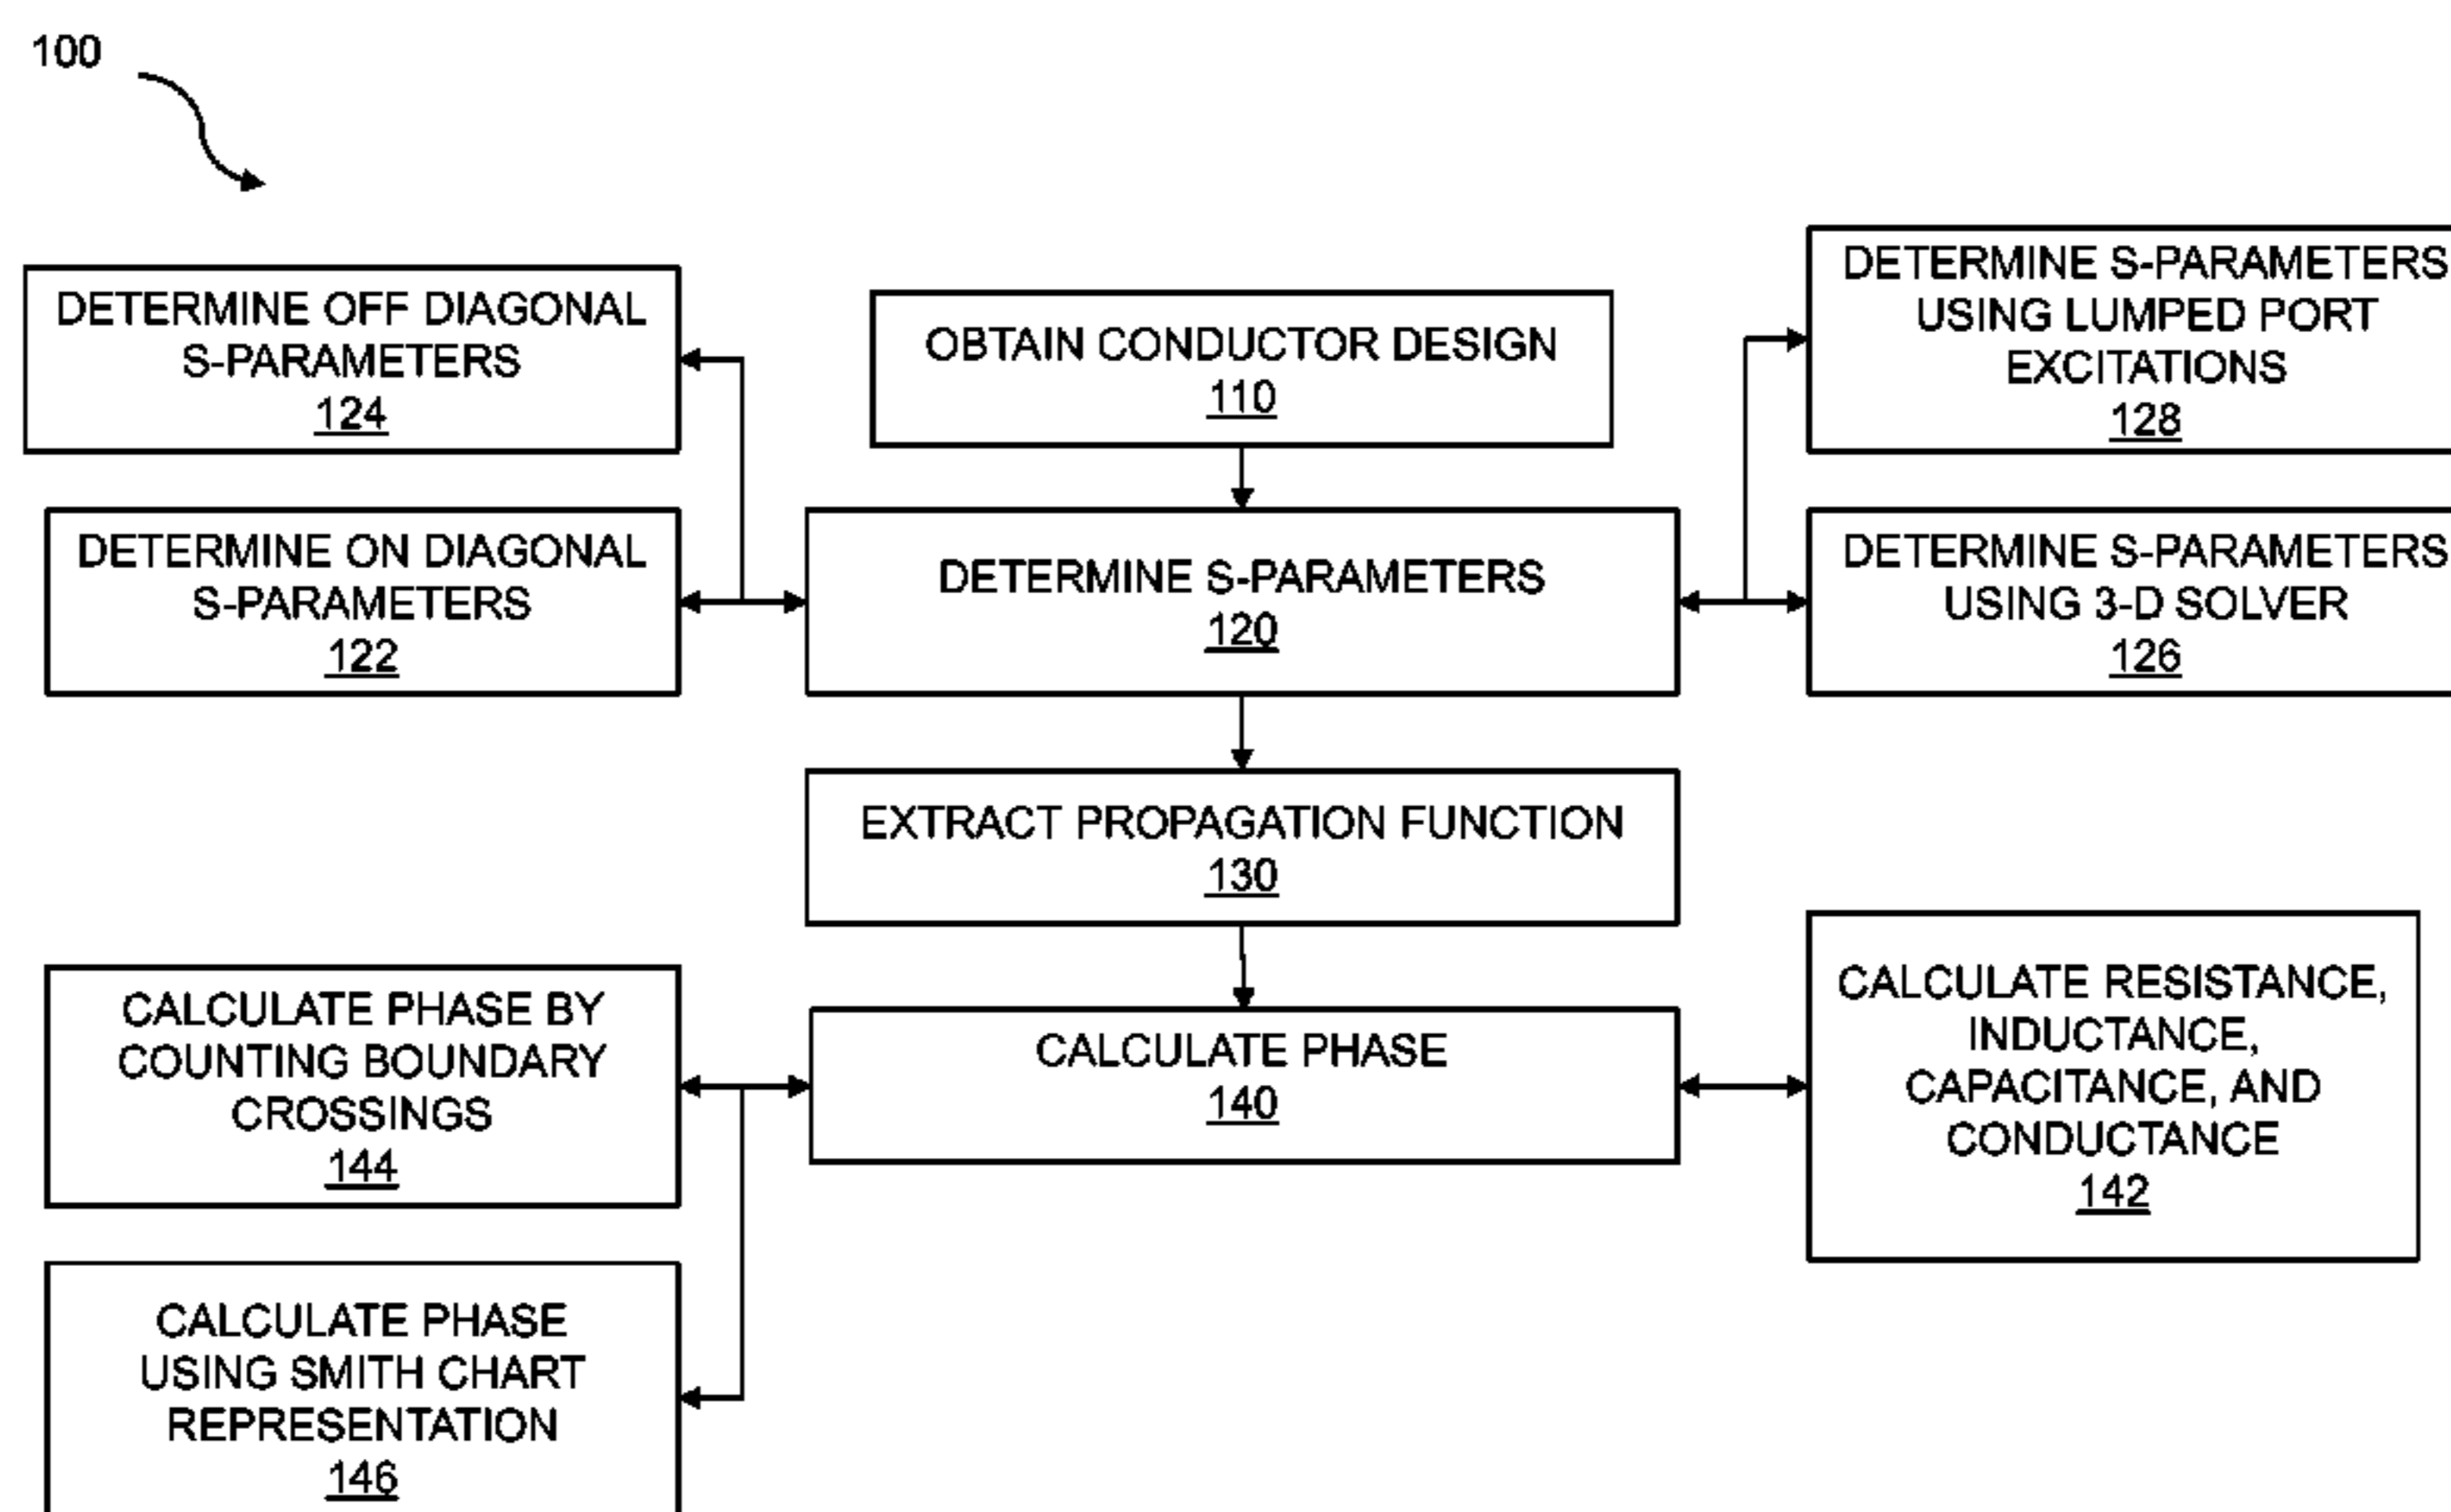 100
DETERMINE OFF DIAGONAL
S-PARAMETERS
124
OBTAIN CONDUCTOR DESIGN
110
DETERMINE S-PARAMETERS
USING LUMPED PORT
EXCITATIONS
128
DETERMINE ON DIAGONAL
S-PARAMETERS
122
DETERMINE S-PARAMETERS
120
DETERMINE S-PARAMETERS
USING 3-D SOLVER
126
EXTRACT PROPAGATION FUNCTION
130
CALCULATE PHASE BY
COUNTING BOUNDARY
CROSSINGS
144
CALCULATE PHASE
140
CALCULATE RESISTANCE,
INDUCTANCE,
CAPACITANCE, AND
CONDUCTANCE
142
CALCULATE PHASE
USING SMITH CHART
REPRESENTATION
146